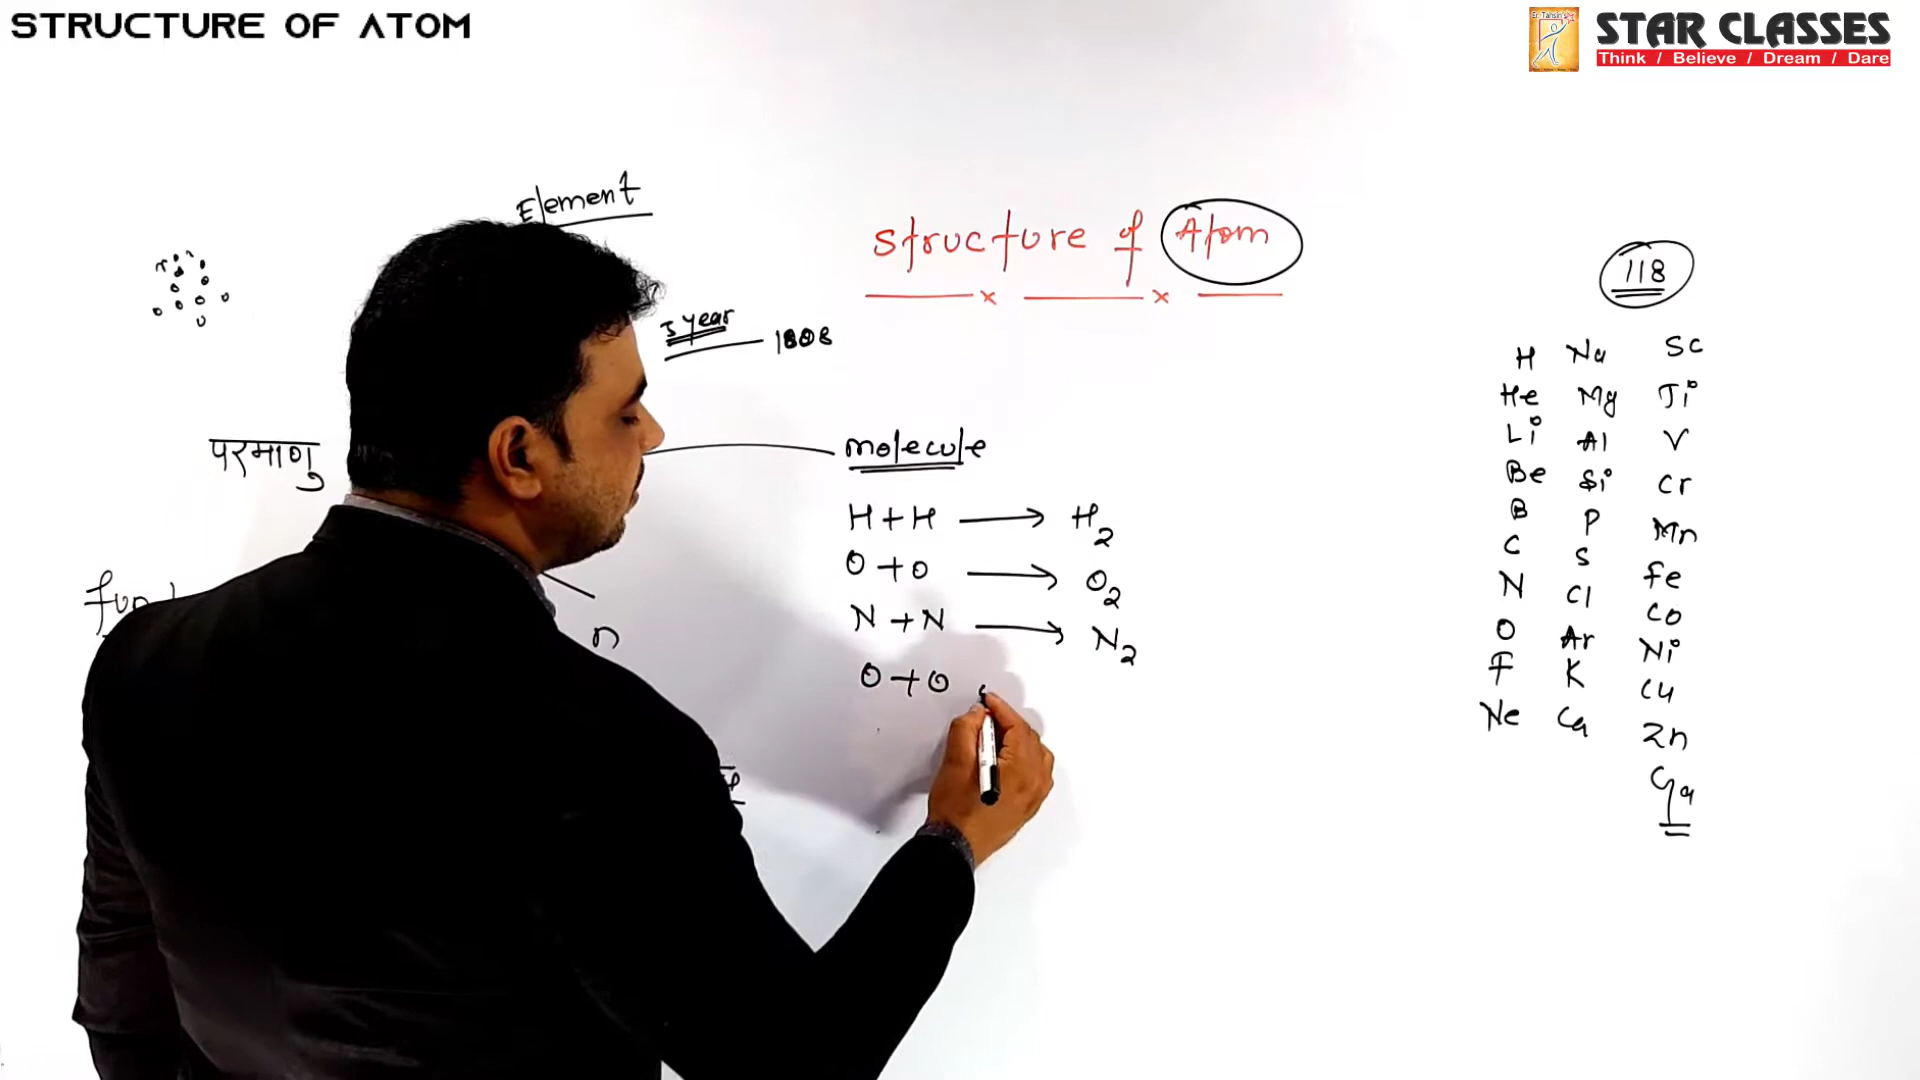 STRUCTURE OF ATOM
Er. Tahsin's
STAR CLASSES
Think / Believe / Dream / Dare
Element
Structure of Atom
118
year
1808
परमाणु
molecule
H + H → H2
O + O → O2
N + N → N2
O + O
n
H Na Sc
He Mg Ti
Li Al V
Be Si Cr
B P Mn
C S Fe
N Cl Co
O Ar Ni
F K Cu
Ne Ca Zn
Ga